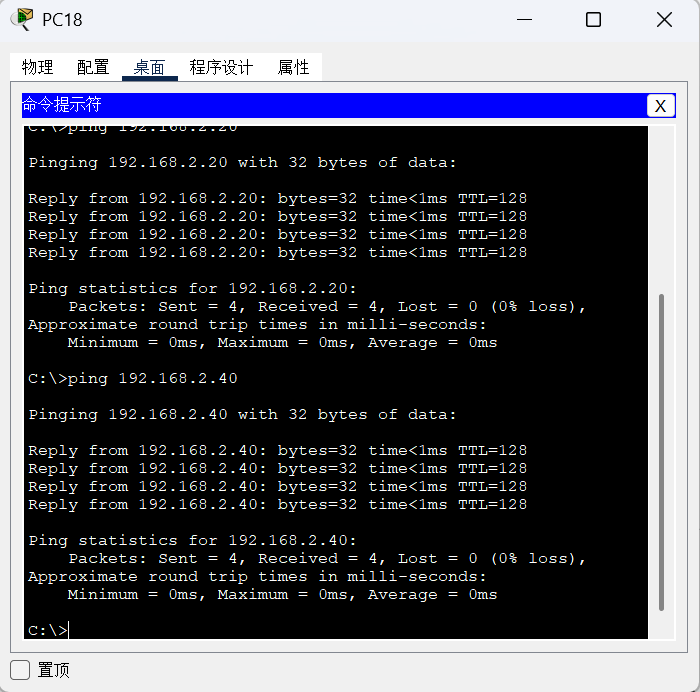 PC18
物理 配置 桌面 程序设计 属性
命令提示符 X
C:\>ping 192.168.2.20
Pinging 192.168.2.20 with 32 bytes of data:
Reply from 192.168.2.20: bytes=32 time<1ms TTL=128
Reply from 192.168.2.20: bytes=32 time<1ms TTL=128
Reply from 192.168.2.20: bytes=32 time<1ms TTL=128
Reply from 192.168.2.20: bytes=32 time<1ms TTL=128
Ping statistics for 192.168.2.20:
    Packets: Sent = 4, Received = 4, Lost = 0 (0% loss),
Approximate round trip times in milli-seconds:
    Minimum = 0ms, Maximum = 0ms, Average = 0ms
C:\>ping 192.168.2.40
Pinging 192.168.2.40 with 32 bytes of data:
Reply from 192.168.2.40: bytes=32 time<1ms TTL=128
Reply from 192.168.2.40: bytes=32 time<1ms TTL=128
Reply from 192.168.2.40: bytes=32 time<1ms TTL=128
Reply from 192.168.2.40: bytes=32 time<1ms TTL=128
Ping statistics for 192.168.2.40:
    Packets: Sent = 4, Received = 4, Lost = 0 (0% loss),
Approximate round trip times in milli-seconds:
    Minimum = 0ms, Maximum = 0ms, Average = 0ms
C:\>
置顶